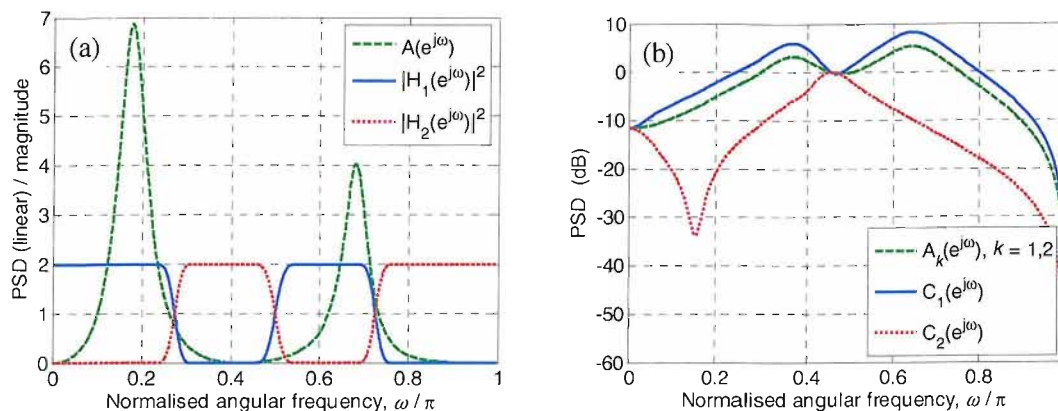 (a)
A(e^jω)
|H_1(e^jω)|^2
|H_2(e^jω)|^2
PSD (linear) / magnitude
7
6
5
4
3
2
1
0
0 0.2 0.4 0.6 0.8 1
Normalised angular frequency, ω / π
(b)
PSD (dB)
10
0
-10
-20
-30
-40
-50
-60
A_k(e^jω), k = 1,2
C_1(e^jω)
C_2(e^jω)
0 0.2 0.4 0.6 0.8
Normalised angular frequency, ω / π